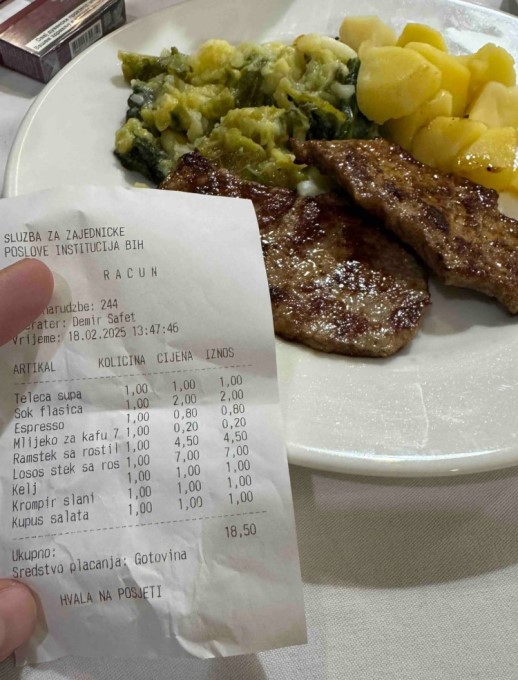 SLUZBA ZA ZAJEDNICKE
POSLOVE INSTITUCIJA BIH
R A C U N
narudzbe: 244
erater: Demir Safet
Vrijeme: 18.02.2025 13:47:46
ARTIKAL KOLICINA CIJENA IZNOS
Teleca supa 1,00 1,00 1,00
Sok flasica 1,00 2,00 2,00
Espresso 1,00 0,80 0,80
Mlijeko za kafu 7 1,00 0,20 0,20
Ramstek sa rostil 1,00 4,50 4,50
Losos stek sa ros 1,00 7,00 7,00
Kelj 1,00 1,00 1,00
Krompir slani 1,00 1,00 1,00
Kupus salata 1,00 1,00 1,00
Ukupno: 18,50
Sredstvo placanja: Gotovina
HVALA NA POSJETI